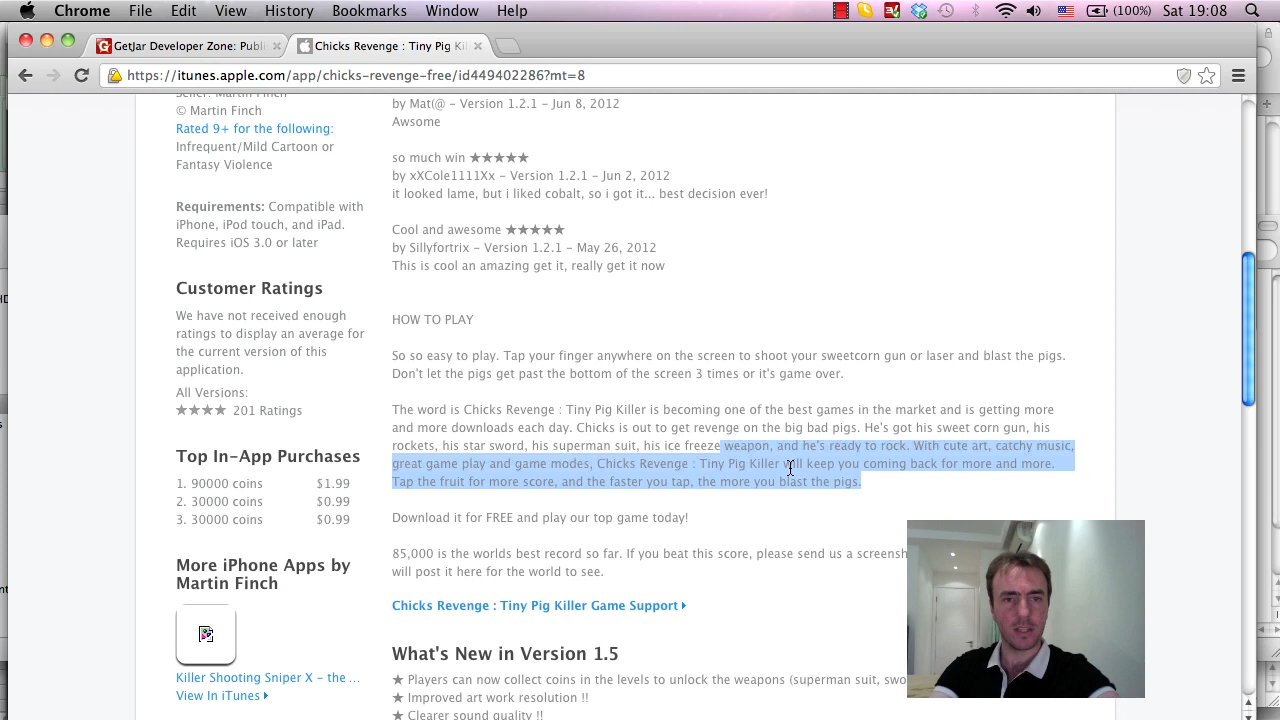 Chrome File Edit View History Bookmarks Window Help (100%) Sat 19:08
GetJar Developer Zone: Publi
Chicks Revenge : Tiny Pig Kil
https://itunes.apple.com/app/chicks-revenge-free/id449402286?mt=8
Seller: Martin Finch
© Martin Finch
Rated 9+ for the following:
Infrequent/Mild Cartoon or
Fantasy Violence
Requirements: Compatible with
iPhone, iPod touch, and iPad.
Requires iOS 3.0 or later
Customer Ratings
We have not received enough
ratings to display an average for
the current version of this
application.
All Versions:
★★★★ 201 Ratings
Top In-App Purchases
1. 90000 coins $1.99
2. 30000 coins $0.99
3. 30000 coins $0.99
More iPhone Apps by
Martin Finch
Killer Shooting Sniper X - the ...
View In iTunes
by Mat(@ - Version 1.2.1 - Jun 8, 2012
Awsome
so much win ★★★★★
by xXCole1111Xx - Version 1.2.1 - Jun 2, 2012
it looked lame, but i liked cobalt, so i got it... best decision ever!
Cool and awesome ★★★★★
by Sillyfortrix - Version 1.2.1 - May 26, 2012
This is cool an amazing get it, really get it now
HOW TO PLAY
So so easy to play. Tap your finger anywhere on the screen to shoot your sweetcorn gun or laser and blast the pigs.
Don't let the pigs get past the bottom of the screen 3 times or it's game over.
The word is Chicks Revenge : Tiny Pig Killer is becoming one of the best games in the market and is getting more
and more downloads each day. Chicks is out to get revenge on the big bad pigs. He's got his sweet corn gun, his
rockets, his star sword, his superman suit, his ice freeze weapon, and he's ready to rock. With cute art, catchy music,
great game play and game modes, Chicks Revenge : Tiny Pig Killer will keep you coming back for more and more.
Tap the fruit for more score, and the faster you tap, the more you blast the pigs.
Download it for FREE and play our top game today!
85,000 is the worlds best record so far. If you beat this score, please send us a screensh
will post it here for the world to see.
Chicks Revenge : Tiny Pig Killer Game Support
What's New in Version 1.5
★ Players can now collect coins in the levels to unlock the weapons (superman suit, swo
★ Improved art work resolution !!
★ Clearer sound quality !!